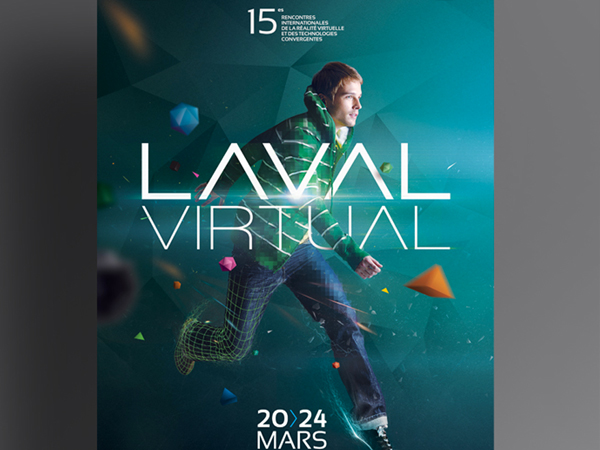 15es
RENCONTRES
INTERNATIONALES
DE LA RÉALITÉ VIRTUELLE
ET DES TECHNOLOGIES
CONVERGENTES
LAVAL
VIRTUAL
20>24
MARS